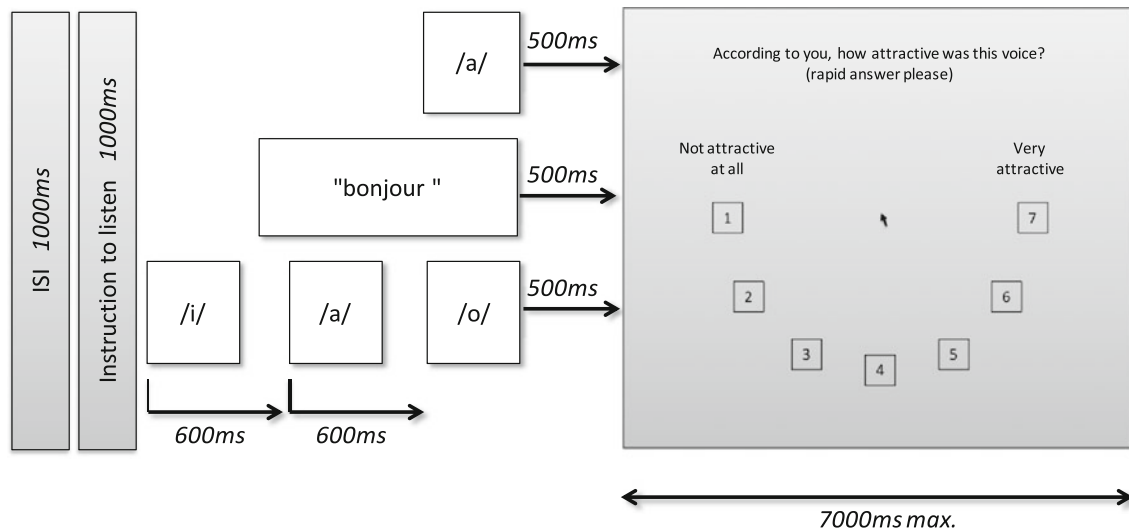 ISI 1000ms
Instruction to listen 1000ms
/a/
500ms
"bonjour "
500ms
/i/
/a/
/o/
500ms
600ms
600ms
According to you, how attractive was this voice?
(rapid answer please)
Not attractive
at all
Very
attractive
1
7
2
6
3
5
4
7000ms max.